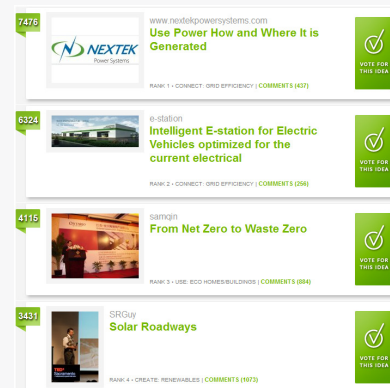 7476
www.nextekpowersystems.com
Use Power How and Where It is
Generated
NEXTEK
Power Systems
RANK 1 • CONNECT: GRID EFFICIENCY | COMMENTS (437)
VOTE FOR
THIS IDEA
6324
e-station
Intelligent E-station for Electric
Vehicles optimized for the
current electrical
RANK 2 • CONNECT: GRID EFFICIENCY | COMMENTS (256)
VOTE FOR
THIS IDEA
4115
samqin
From Net Zero to Waste Zero
RANK 3 • USE: ECO HOMES/BUILDINGS | COMMENTS (884)
VOTE FOR
THIS IDEA
3431
SRGuy
Solar Roadways
TEDx
Sacramento
RANK 4 • CREATE: RENEWABLES | COMMENTS (1073)
VOTE FOR
THIS IDEA